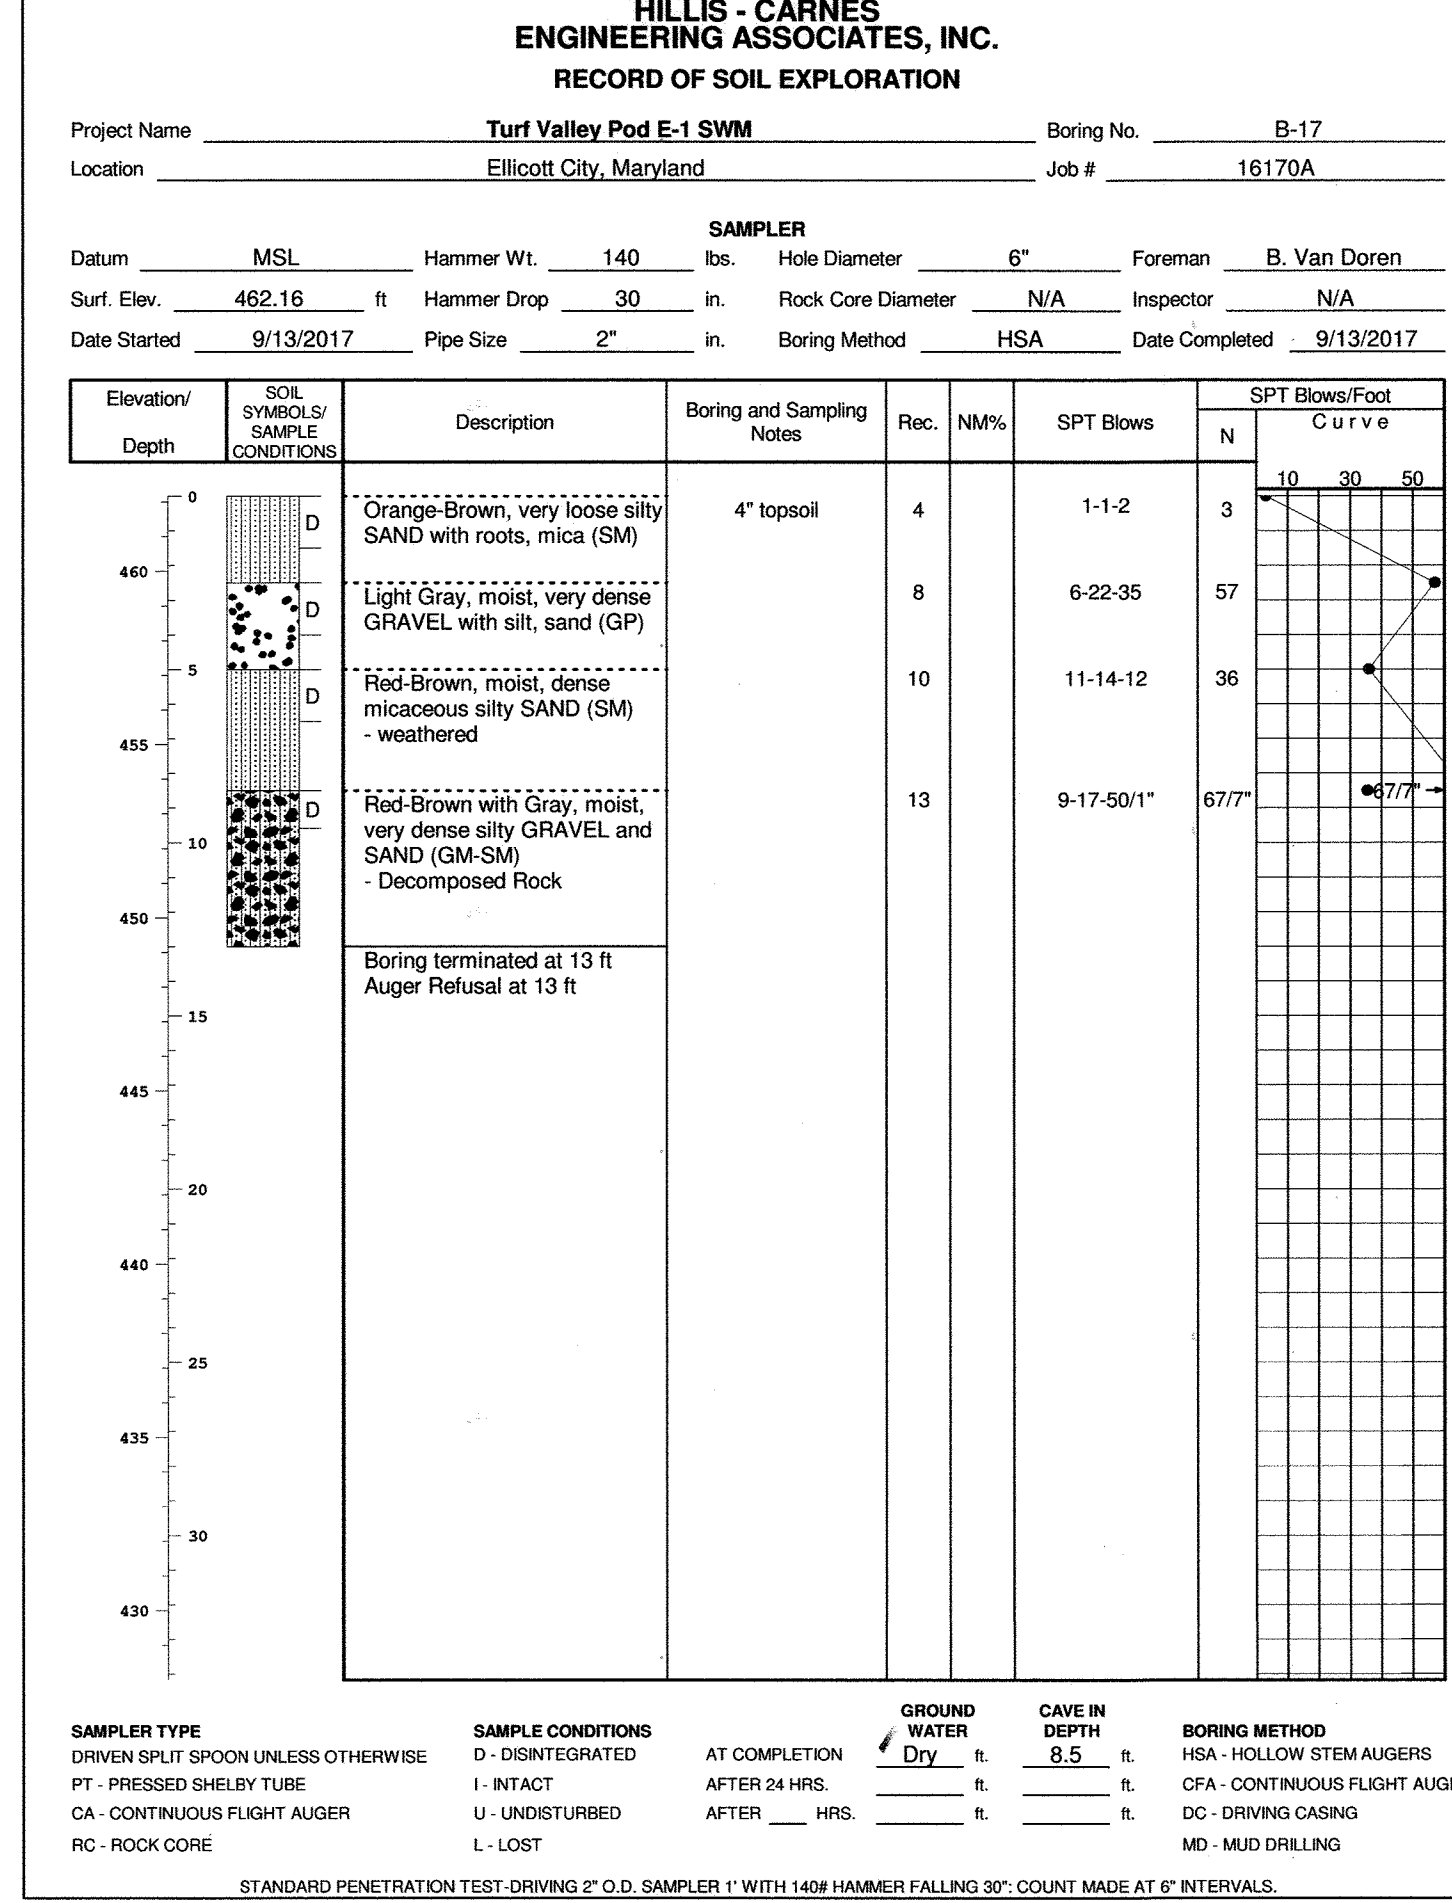 HILLIS - CARNES
ENGINEERING ASSOCIATES, INC.
RECORD OF SOIL EXPLORATION
Project Name Turf Valley Pod E-1 SWM Boring No. B-17
Location Ellicott City, Maryland Job # 16170A
SAMPLER
Datum MSL Hammer Wt. 140 lbs. Hole Diameter 6" Foreman B. Van Doren
Surf. Elev. 462.16 ft Hammer Drop 30 in. Rock Core Diameter N/A Inspector N/A
Date Started 9/13/2017 Pipe Size 2" in. Boring Method HSA Date Completed 9/13/2017
Elevation/ Depth
SOIL
SYMBOLS/
SAMPLE
CONDITIONS
Description
Boring and Sampling
Notes
Rec.
NM%
SPT Blows
SPT Blows/Foot
N
Curve
10 30 50
0
D
Orange-Brown, very loose silty 4" topsoil 4 1-1-2 3
SAND with roots, mica (SM)
460
D
Light Gray, moist, very dense 8 6-22-35 57
GRAVEL with silt, sand (GP)
5
D
Red-Brown, moist, dense 10 11-14-12 36
micaceous silty SAND (SM)
- weathered
455
D
Red-Brown with Gray, moist, 13 9-17-50/1" 67/7" 67/7"
very dense silty GRAVEL and
SAND (GM-SM)
- Decomposed Rock
10
450
Boring terminated at 13 ft
Auger Refusal at 13 ft
15
445
20
440
25
435
30
430
GROUND WATER CAVE IN DEPTH
SAMPLER TYPE SAMPLE CONDITIONS BORING METHOD
DRIVEN SPLIT SPOON UNLESS OTHERWISE D - DISINTEGRATED AT COMPLETION Dry ft. 8.5 ft. HSA - HOLLOW STEM AUGERS
PT - PRESSED SHELBY TUBE I - INTACT AFTER 24 HRS. ft. ft. CFA - CONTINUOUS FLIGHT AUG
CA - CONTINUOUS FLIGHT AUGER U - UNDISTURBED AFTER ___ HRS. ft. ft. DC - DRIVING CASING
RC - ROCK CORE L - LOST MD - MUD DRILLING
STANDARD PENETRATION TEST-DRIVING 2" O.D. SAMPLER 1' WITH 140# HAMMER FALLING 30": COUNT MADE AT 6" INTERVALS.